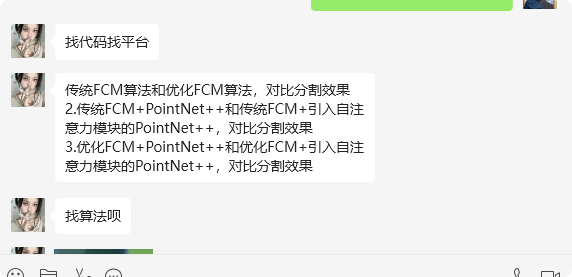 找代码找平台
传统FCM算法和优化FCM算法，对比分割效果
2.传统FCM+PointNet++和传统FCM+引入自注
意力模块的PointNet++，对比分割效果
3.优化FCM+PointNet++和优化FCM+引入自注
意力模块的PointNet++，对比分割效果
找算法呗